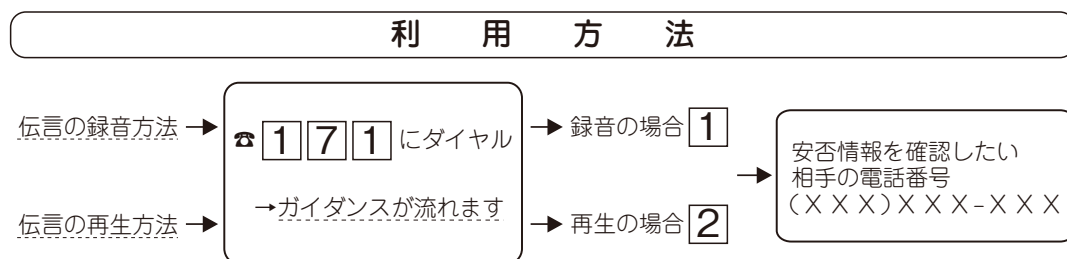 利用方法
伝言の録音方法 → ☎171にダイヤル → 録音の場合 1
→ガイダンスが流れます
伝言の再生方法 → → 再生の場合 2
→ 安否情報を確認したい
相手の電話番号
(ＸＸＸ)ＸＸＸ-ＸＸＸ